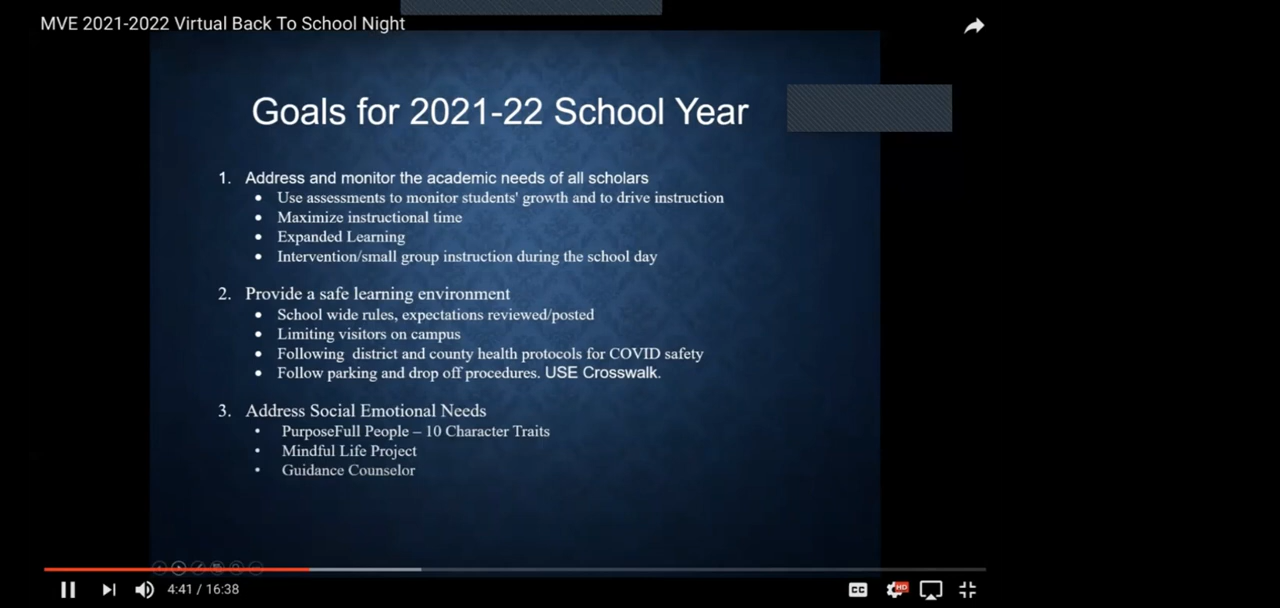 MVE 2021-2022 Virtual Back To School Night
Goals for 2021-22 School Year
1. Address and monitor the academic needs of all scholars
• Use assessments to monitor students' growth and to drive instruction
• Maximize instructional time
• Expanded Learning
• Intervention/small group instruction during the school day
2. Provide a safe learning environment
• School wide rules, expectations reviewed/posted
• Limiting visitors on campus
• Following district and county health protocols for COVID safety
• Follow parking and drop off procedures. USE Crosswalk.
3. Address Social Emotional Needs
• PurposeFull People – 10 Character Traits
• Mindful Life Project
• Guidance Counselor
4:41 / 16:38
CC
HD